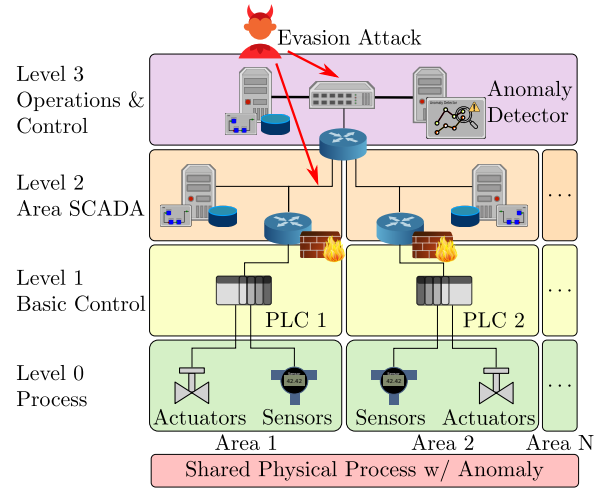 Evasion Attack
Level 3
Operations &
Control
Anomaly
Detector
Anomaly Detector
Level 2
Area SCADA
...
Level 1
Basic Control
PLC 1
PLC 2
...
Level 0
Process
42.42
42.42
Actuators
Sensors
Sensors
Actuators
...
Area 1
Area 2
Area N
Shared Physical Process w/ Anomaly